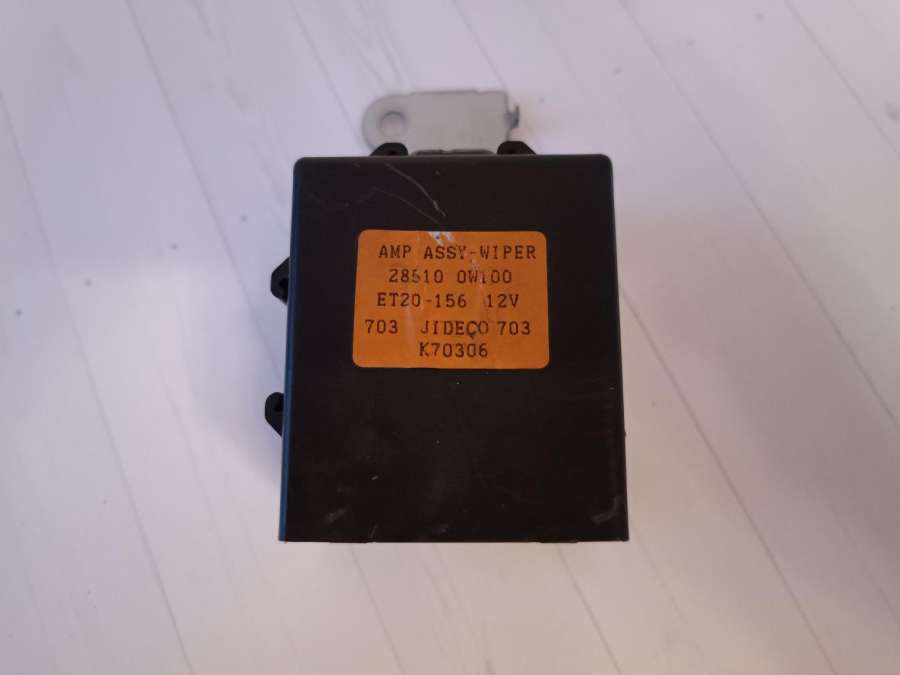 AMP ASSY-WIPER
28510 0W100
ET20-156 12V
703 JIDECO 703
K70306